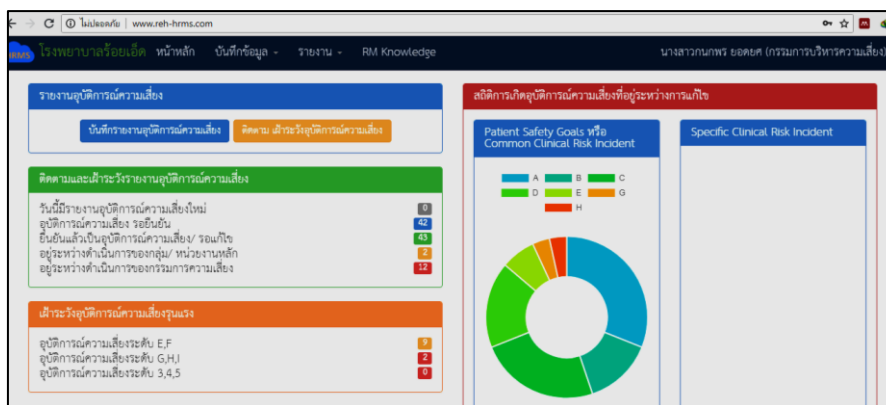 ไม่ปลอดภัย | www.reh-hrms.com
HRMS โรงพยาบาลร้อยเอ็ด หน้าหลัก บันทึกข้อมูล รายงาน RM Knowledge นางสาวกนกพร ยอดยศ (กรรมการบริหารความเสี่ยง)
รายงานอุบัติการณ์ความเสี่ยง
บันทึกรายงานอุบัติการณ์ความเสี่ยง ติดตาม เฝ้าระวังอุบัติการณ์ความเสี่ยง
ติดตามและเฝ้าระวังรายงานอุบัติการณ์ความเสี่ยง
วันนี้มีรายงานอุบัติการณ์ความเสี่ยงใหม่ 0
อุบัติการณ์ความเสี่ยง รอยืนยัน 42
ยืนยันแล้วเป็นอุบัติการณ์ความเสี่ยง/ รอแก้ไข 43
อยู่ระหว่างดำเนินการของกลุ่ม/ หน่วยงานหลัก 2
อยู่ระหว่างดำเนินการของกรรมการความเสี่ยง 12
เฝ้าระวังอุบัติการณ์ความเสี่ยงรุนแรง
อุบัติการณ์ความเสี่ยงระดับ E,F 9
อุบัติการณ์ความเสี่ยงระดับ G,H,I 2
อุบัติการณ์ความเสี่ยงระดับ 3,4,5 0
สถิติการเกิดอุบัติการณ์ความเสี่ยงที่อยู่ระหว่างการแก้ไข
Patient Safety Goals หรือ
Common Clinical Risk Incident
A B C
D E G
H
Specific Clinical Risk Incident